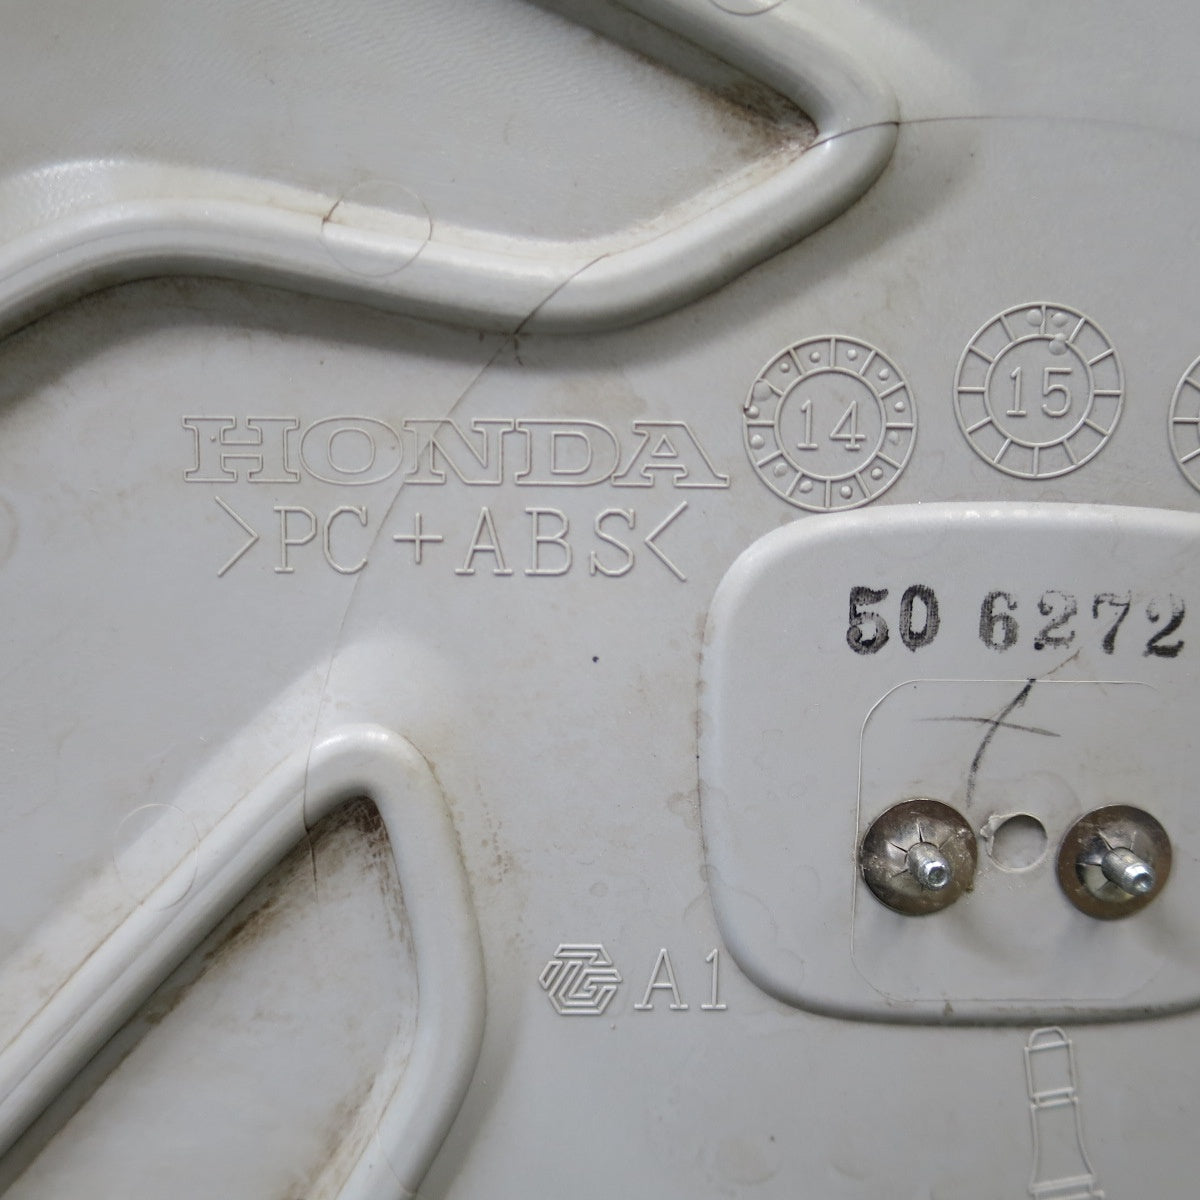 HONDA
>PC+ABS<
14
15
50 6272
A1